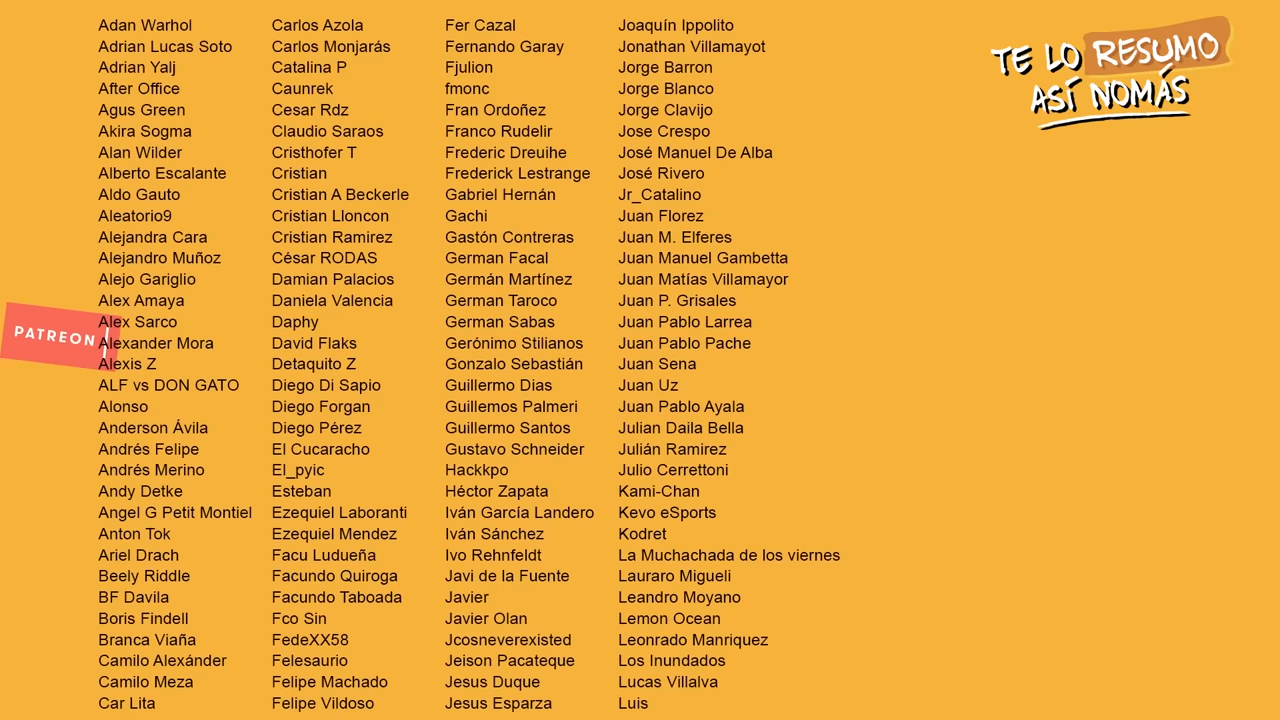 Adan Warhol
Adrian Lucas Soto
Adrian Yalj
After Office
Agus Green
Akira Sogma
Alan Wilder
Alberto Escalante
Aldo Gauto
Aleatorio9
Alejandra Cara
Alejandro Muñoz
Alejo Gariglio
Alex Amaya
Alex Sarco
Alexander Mora
Alexis Z
ALF vs DON GATO
Alonso
Anderson Ávila
Andrés Felipe
Andrés Merino
Andy Detke
Angel G Petit Montiel
Anton Tok
Ariel Drach
Beely Riddle
BF Davila
Boris Findell
Branca Viaña
Camilo Alexánder
Camilo Meza
Car Lita
Carlos Azola
Carlos Monjarás
Catalina P
Caunrek
Cesar Rdz
Claudio Saraos
Cristhofer T
Cristian
Cristian A Beckerle
Cristian Lloncon
Cristian Ramirez
César RODAS
Damian Palacios
Daniela Valencia
Daphy
David Flaks
Detaquito Z
Diego Di Sapio
Diego Forgan
Diego Pérez
El Cucaracho
El_pyic
Esteban
Ezequiel Laboranti
Ezequiel Mendez
Facu Ludueña
Facundo Quiroga
Facundo Taboada
Fco Sin
FedeXX58
Felesaurio
Felipe Machado
Felipe Vildoso
Fer Cazal
Fernando Garay
Fjulion
fmonc
Fran Ordoñez
Franco Rudelir
Frederic Dreuihe
Frederick Lestrange
Gabriel Hernán
Gachi
Gastón Contreras
German Facal
Germán Martínez
German Taroco
German Sabas
Gerónimo Stilianos
Gonzalo Sebastián
Guillermo Dias
Guillemos Palmeri
Guillermo Santos
Gustavo Schneider
Hackkpo
Héctor Zapata
Iván García Landero
Iván Sánchez
Ivo Rehnfeldt
Javi de la Fuente
Javier
Javier Olan
Jcosneverexisted
Jeison Pacateque
Jesus Duque
Jesus Esparza
Joaquín Ippolito
Jonathan Villamayot
Jorge Barron
Jorge Blanco
Jorge Clavijo
Jose Crespo
José Manuel De Alba
José Rivero
Jr_Catalino
Juan Florez
Juan M. Elferes
Juan Manuel Gambetta
Juan Matías Villamayor
Juan P. Grisales
Juan Pablo Larrea
Juan Pablo Pache
Juan Sena
Juan Uz
Juan Pablo Ayala
Julian Daila Bella
Julián Ramirez
Julio Cerrettoni
Kami-Chan
Kevo eSports
Kodret
La Muchachada de los viernes
Lauraro Migueli
Leandro Moyano
Lemon Ocean
Leonrado Manriquez
Los Inundados
Lucas Villalva
Luis
TE LO RESUMO
ASÍ NOMÁS
PATREON